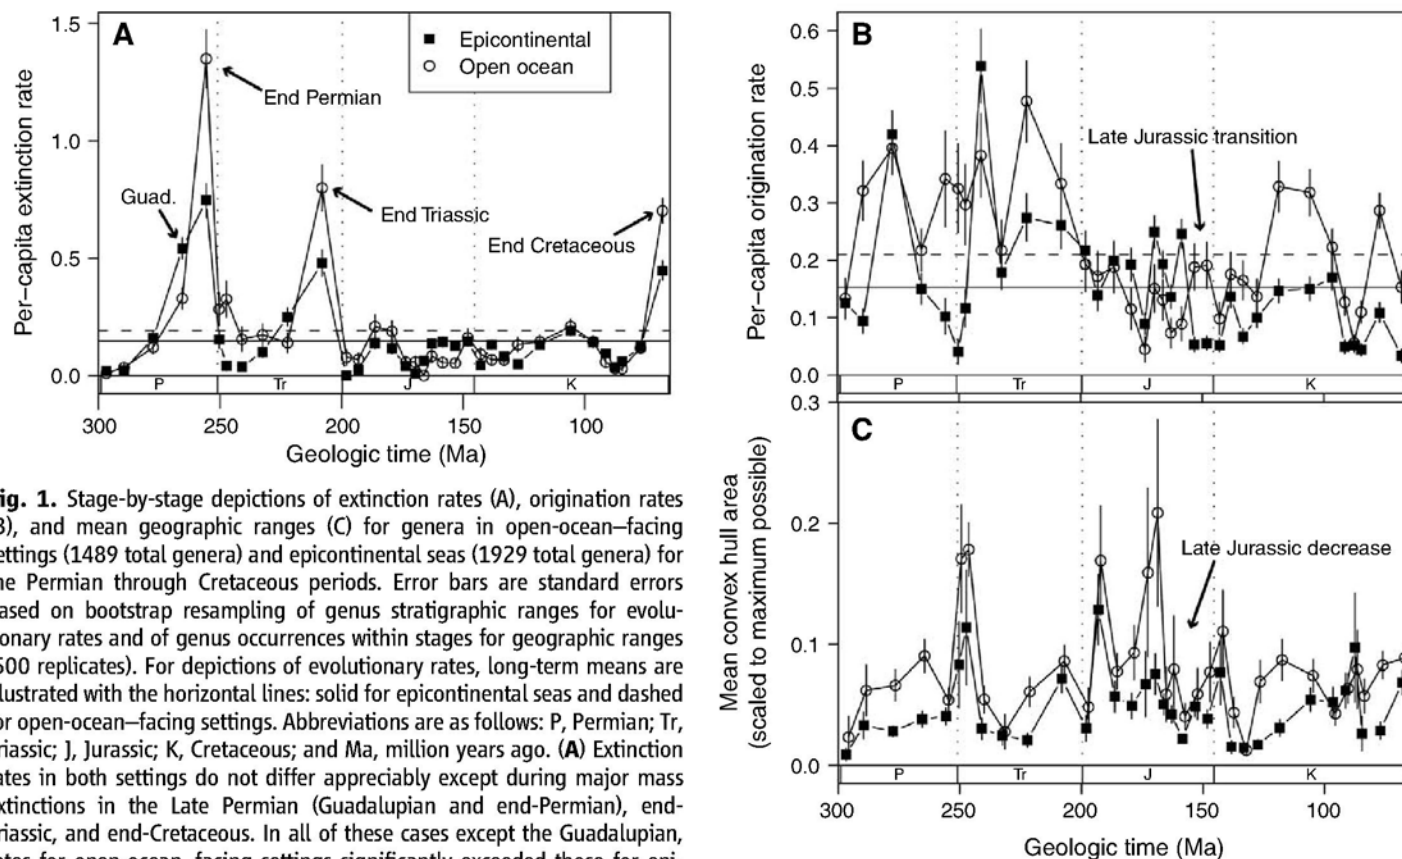 A
Epicontinental
Open ocean
End Permian
Guad.
End Triassic
End Cretaceous
Per–capita extinction rate
1.5
1.0
0.5
0.0
P Tr J K
300 250 200 150 100
Geologic time (Ma)
ig. 1. Stage-by-stage depictions of extinction rates (A), origination rates
B), and mean geographic ranges (C) for genera in open-ocean–facing
ettings (1489 total genera) and epicontinental seas (1929 total genera) for
he Permian through Cretaceous periods. Error bars are standard errors
ased on bootstrap resampling of genus stratigraphic ranges for evolu-
onary rates and of genus occurrences within stages for geographic ranges
500 replicates). For depictions of evolutionary rates, long-term means are
lustrated with the horizontal lines: solid for epicontinental seas and dashed
or open-ocean–facing settings. Abbreviations are as follows: P, Permian; Tr,
riassic; J, Jurassic; K, Cretaceous; and Ma, million years ago. (A) Extinction
ates in both settings do not differ appreciably except during major mass
xtinctions in the Late Permian (Guadalupian and end-Permian), end-
riassic, and end-Cretaceous. In all of these cases except the Guadalupian,
B
Per–capita origination rate
0.6
0.5
0.4
0.3
0.2
0.1
0.0
Late Jurassic transition
P Tr J K
C
Mean convex hull area
(scaled to maximum possible)
0.3
0.2
0.1
0.0
Late Jurassic decrease
P Tr J K
300 250 200 150 100
Geologic time (Ma)